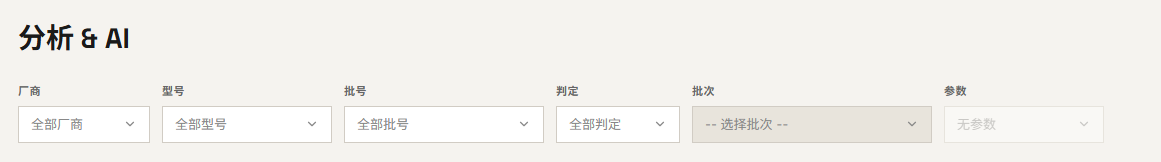 分析 & AI
厂商 型号 批号 判定 批次 参数
全部厂商 全部型号 全部批号 全部判定 -- 选择批次 -- 无参数